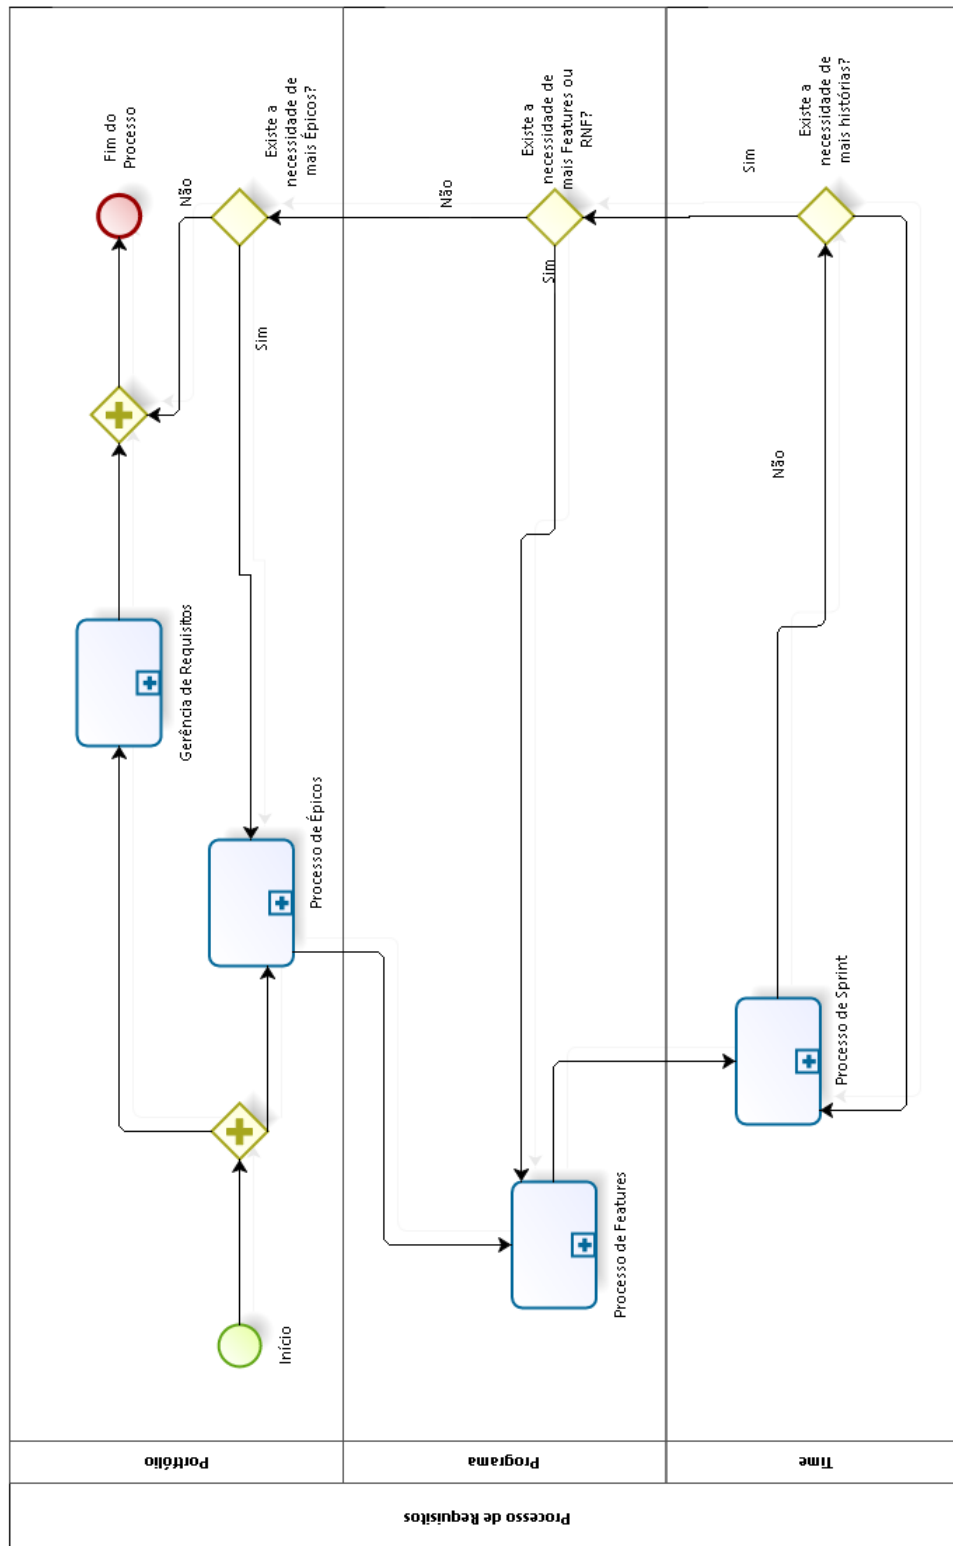 Processo de Requisitos
Portfólio
Programa
Time
Início
Gerência de Requisitos
Processo de Épicos
Fim do
Processo
Não
Existe a
necessidade de
mais Épicos?
Sim
Processo de Features
Não
Existe a
necessidade de
mais Features ou
RNF?
Sim
Processo de Sprint
Não
Sim
Existe a
necessidade de
mais histórias?